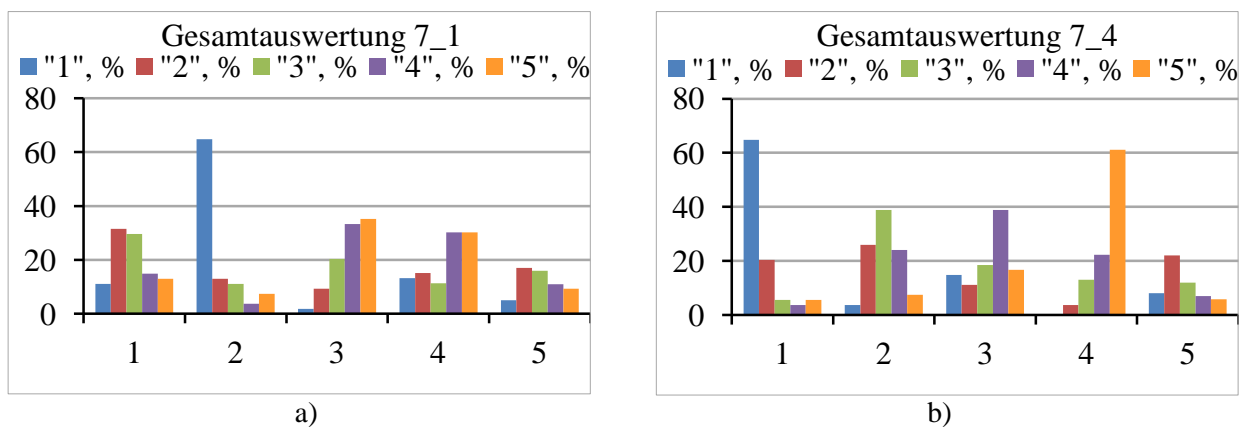 Gesamtauswertung 7_1
"1", % "2", % "3", % "4", % "5", %
80
60
40
20
0
1 2 3 4 5
a)
Gesamtauswertung 7_4
"1", % "2", % "3", % "4", % "5", %
80
60
40
20
0
1 2 3 4 5
b)